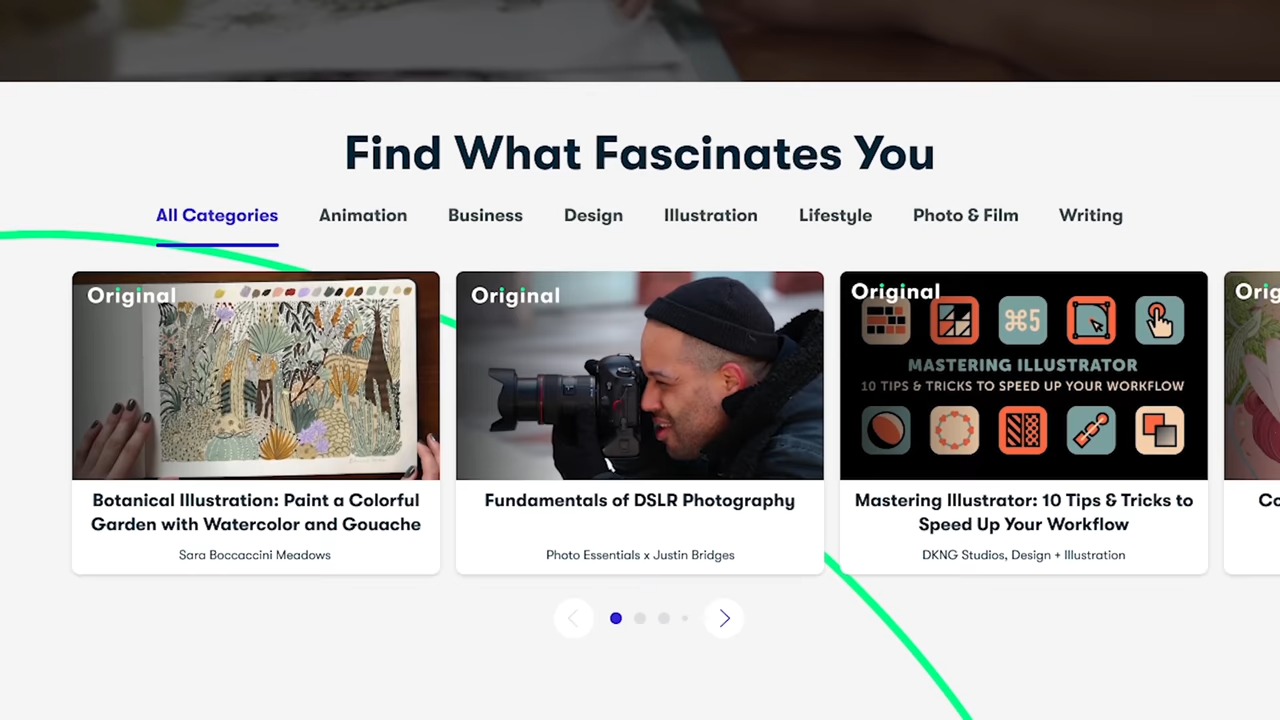 Find What Fascinates You
All Categories Animation Business Design Illustration Lifestyle Photo & Film Writing
Original
Botanical Illustration: Paint a Colorful
Garden with Watercolor and Gouache
Sara Boccaccini Meadows
Original
Fundamentals of DSLR Photography
Photo Essentials x Justin Bridges
Original
⌘5
MASTERING ILLUSTRATOR
10 TIPS & TRICKS TO SPEED UP YOUR WORKFLOW
Mastering Illustrator: 10 Tips & Tricks to
Speed Up Your Workflow
DKNG Studios, Design + Illustration
Orig
Co